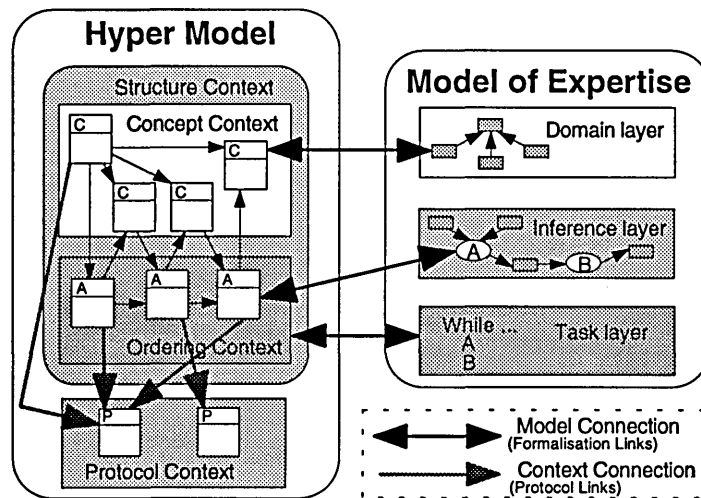 Hyper Model
Structure Context
Concept Context
C
C
C
C
A
A
A
Ordering Context
P
P
Protocol Context
Model of Expertise
Domain layer
Inference layer
A
B
While ...
Task layer
A
B
Model Connection
(Formalisation Links)
Context Connection
(Protocol Links)